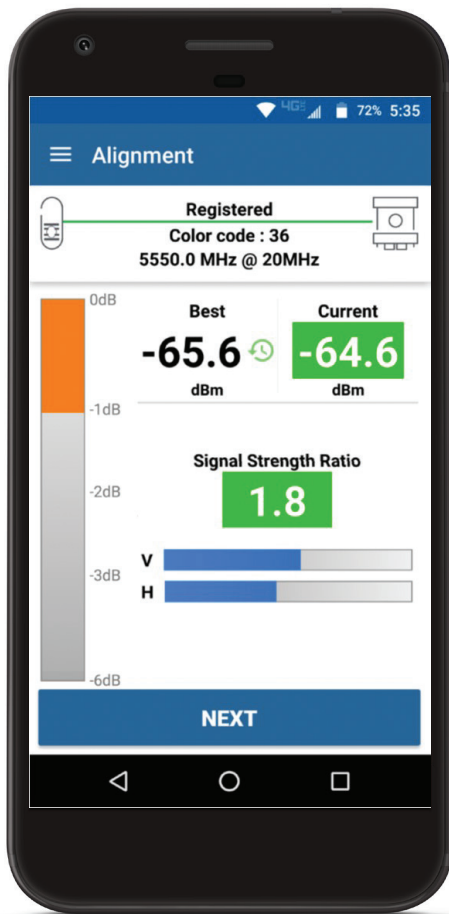 4G 72% 5:35
Alignment
Registered
Color code : 36
5550.0 MHz @ 20MHz
0dB
Best
Current
-65.6
-64.6
dBm
dBm
-1dB
Signal Strength Ratio
-2dB
1.8
V
-3dB
H
-6dB
NEXT